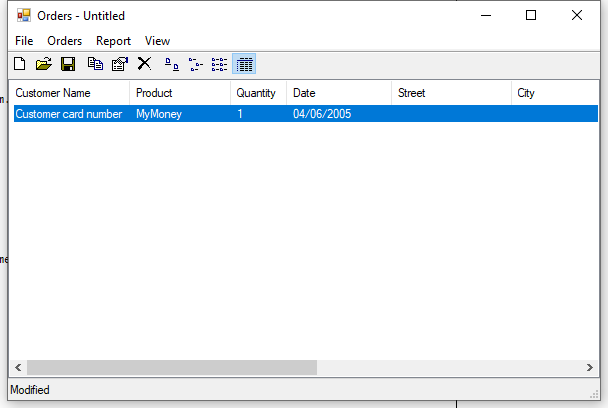 Orders - Untitled
File Orders Report View
Customer Name Product Quantity Date Street City
Customer card number MyMoney 1 04/06/2005
Modified